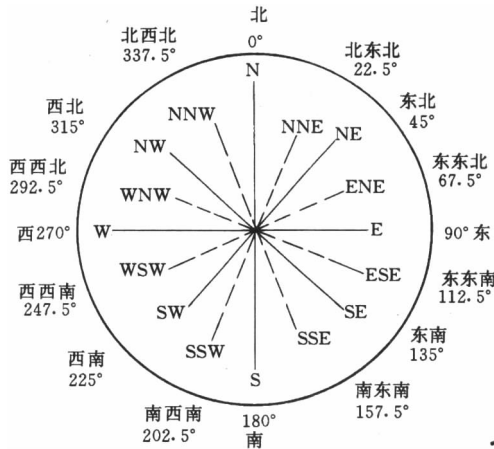 北
0°
N
北东北
22.5°
NNE
东北
45°
NE
东东北
67.5°
ENE
90°东
E
东东南
112.5°
ESE
东南
135°
SE
南东南
157.5°
SSE
S
180°
南
南西南
202.5°
SSW
西南
225°
SW
西西南
247.5°
WSW
西270°
W
西西北
292.5°
WNW
西北
315°
NW
北西北
337.5°
NNW